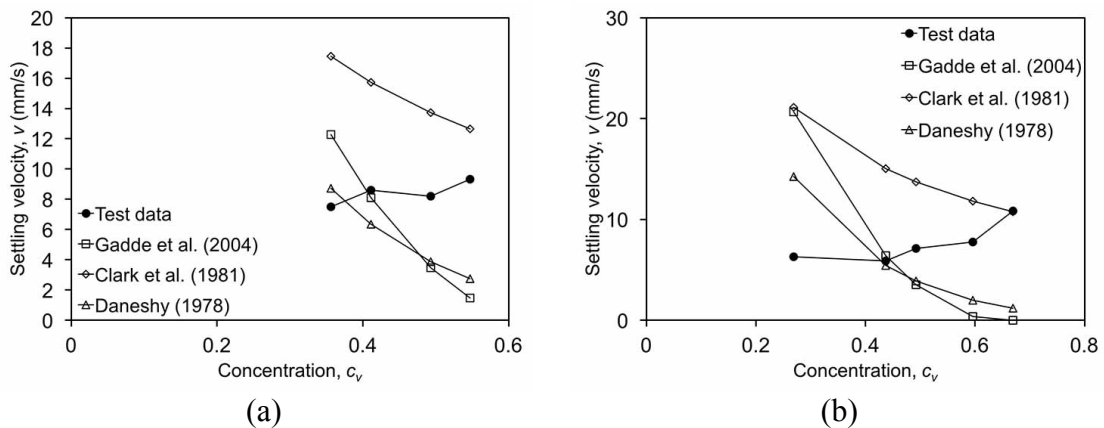 20
18
16
14
12
10
8
6
4
2
0
Settling velocity, v (mm/s)
Test data
Gadde et al. (2004)
Clark et al. (1981)
Daneshy (1978)
0 0.2 0.4 0.6
Concentration, cv
(a)
30
20
10
0
Settling velocity, v (mm/s)
Test data
Gadde et al. (2004)
Clark et al. (1981)
Daneshy (1978)
0 0.2 0.4 0.6 0.8
Concentration, cv
(b)